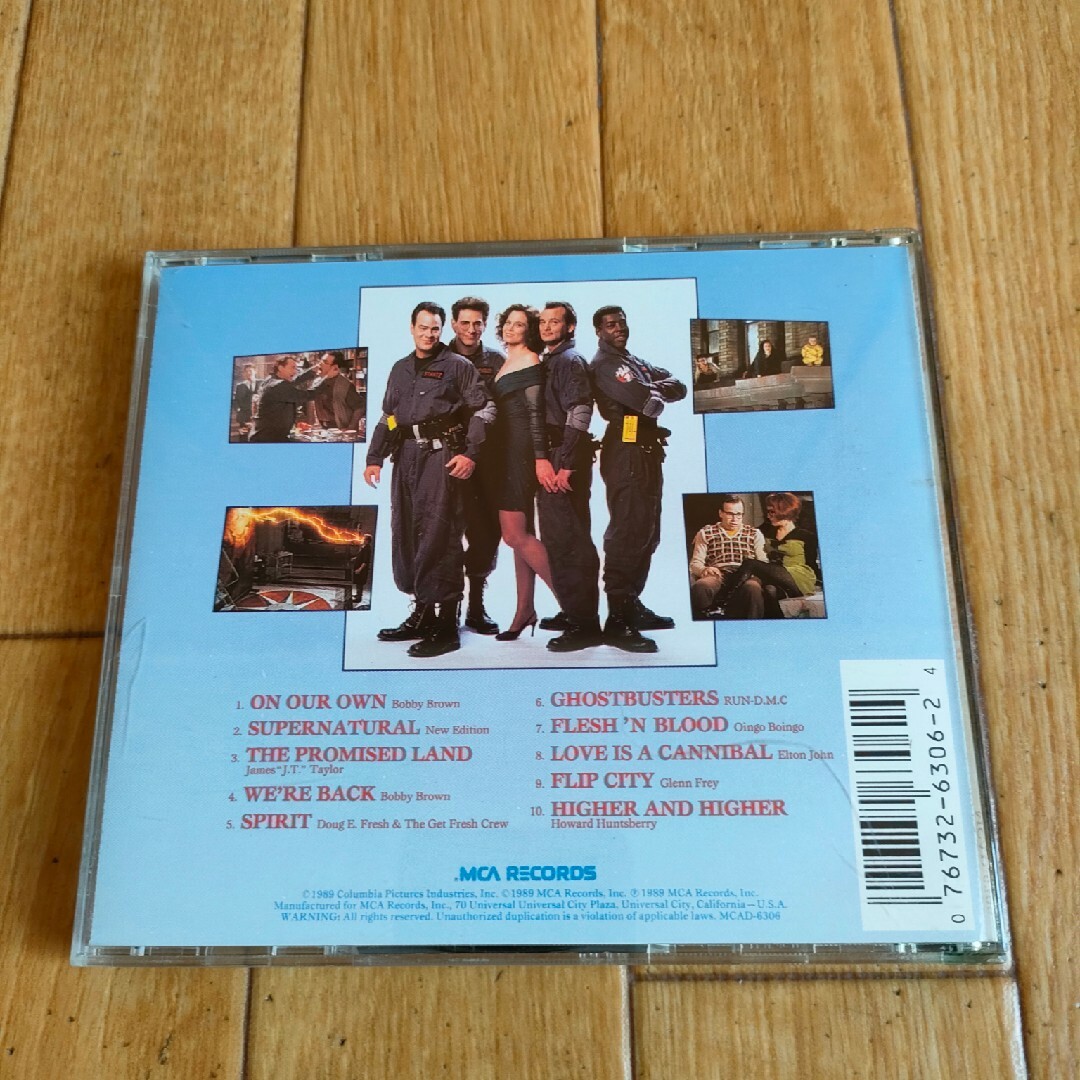 1. ON OUR OWN Bobby Brown
2. SUPERNATURAL New Edition
3. THE PROMISED LAND
James "J.T." Taylor
4. WE'RE BACK Bobby Brown
5. SPIRIT Doug E. Fresh & The Get Fresh Crew
6. GHOSTBUSTERS RUN-D.M.C
7. FLESH 'N BLOOD Oingo Boingo
8. LOVE IS A CANNIBAL Elton John
9. FLIP CITY Glenn Frey
10. HIGHER AND HIGHER
Howard Huntsberry
MCA RECORDS
©1989 Columbia Pictures Industries, Inc. ©1989 MCA Records, Inc. ℗ 1989 MCA Records, Inc.
Manufactured for MCA Records, Inc., 70 Universal Universal City Plaza, Universal City, California—U.S.A.
WARNING: All rights reserved. Unauthorized duplication is a violation of applicable laws. MCAD-6306
0 76732-6306-2 4